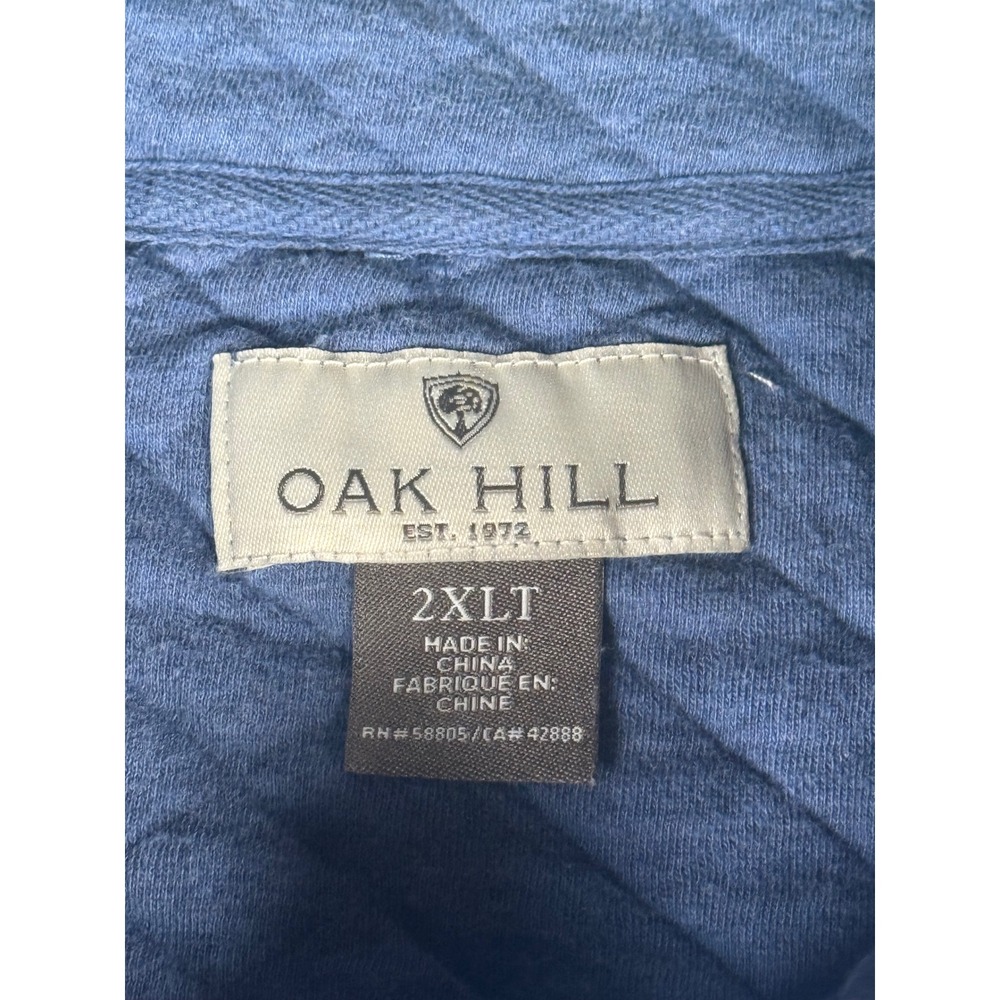 OAK HILL
EST. 1972
2XLT
MADE IN:
CHINA
FABRIQUÉ EN:
CHINE
RN#58805/CA#42888